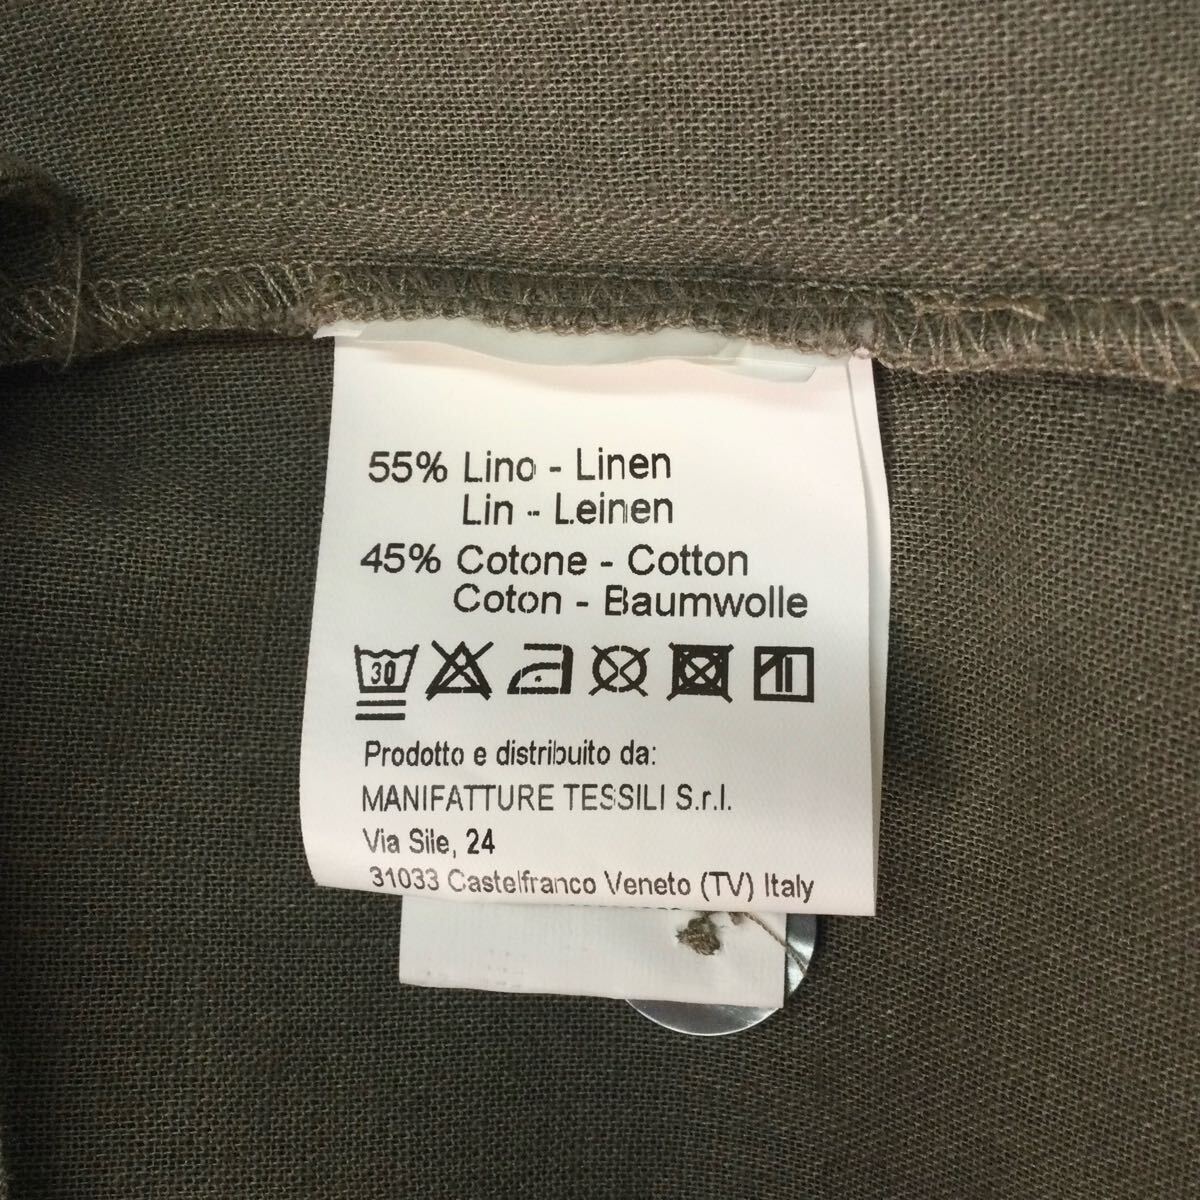 55% Lino - Linen
Lin - Leinen
45% Cotone - Cotton
Coton - Baumwolle
30
Prodotto e distribuito da:
MANIFATTURE TESSILI S.r.l.
Via Sile, 24
31033 Castelfranco Veneto (TV) Italy